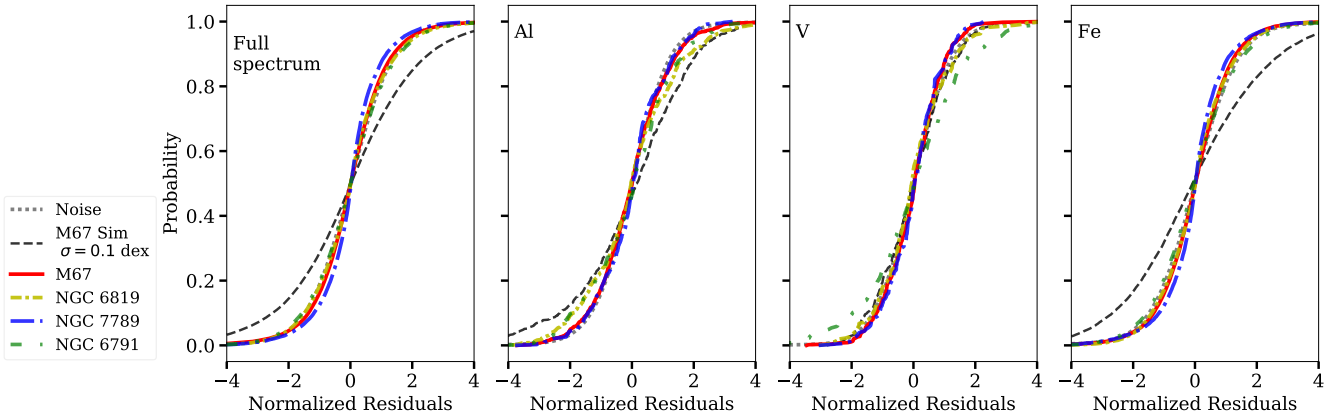 Full
spectrum
Al
V
Fe
1.0
0.8
0.6
0.4
0.2
0.0
Probability
−4 −2 0 2 4
−4 −2 0 2 4
−4 −2 0 2 4
−4 −2 0 2 4
Normalized Residuals
Normalized Residuals
Normalized Residuals
Normalized Residuals
Noise
M67 Sim
σ = 0.1 dex
M67
NGC 6819
NGC 7789
NGC 6791